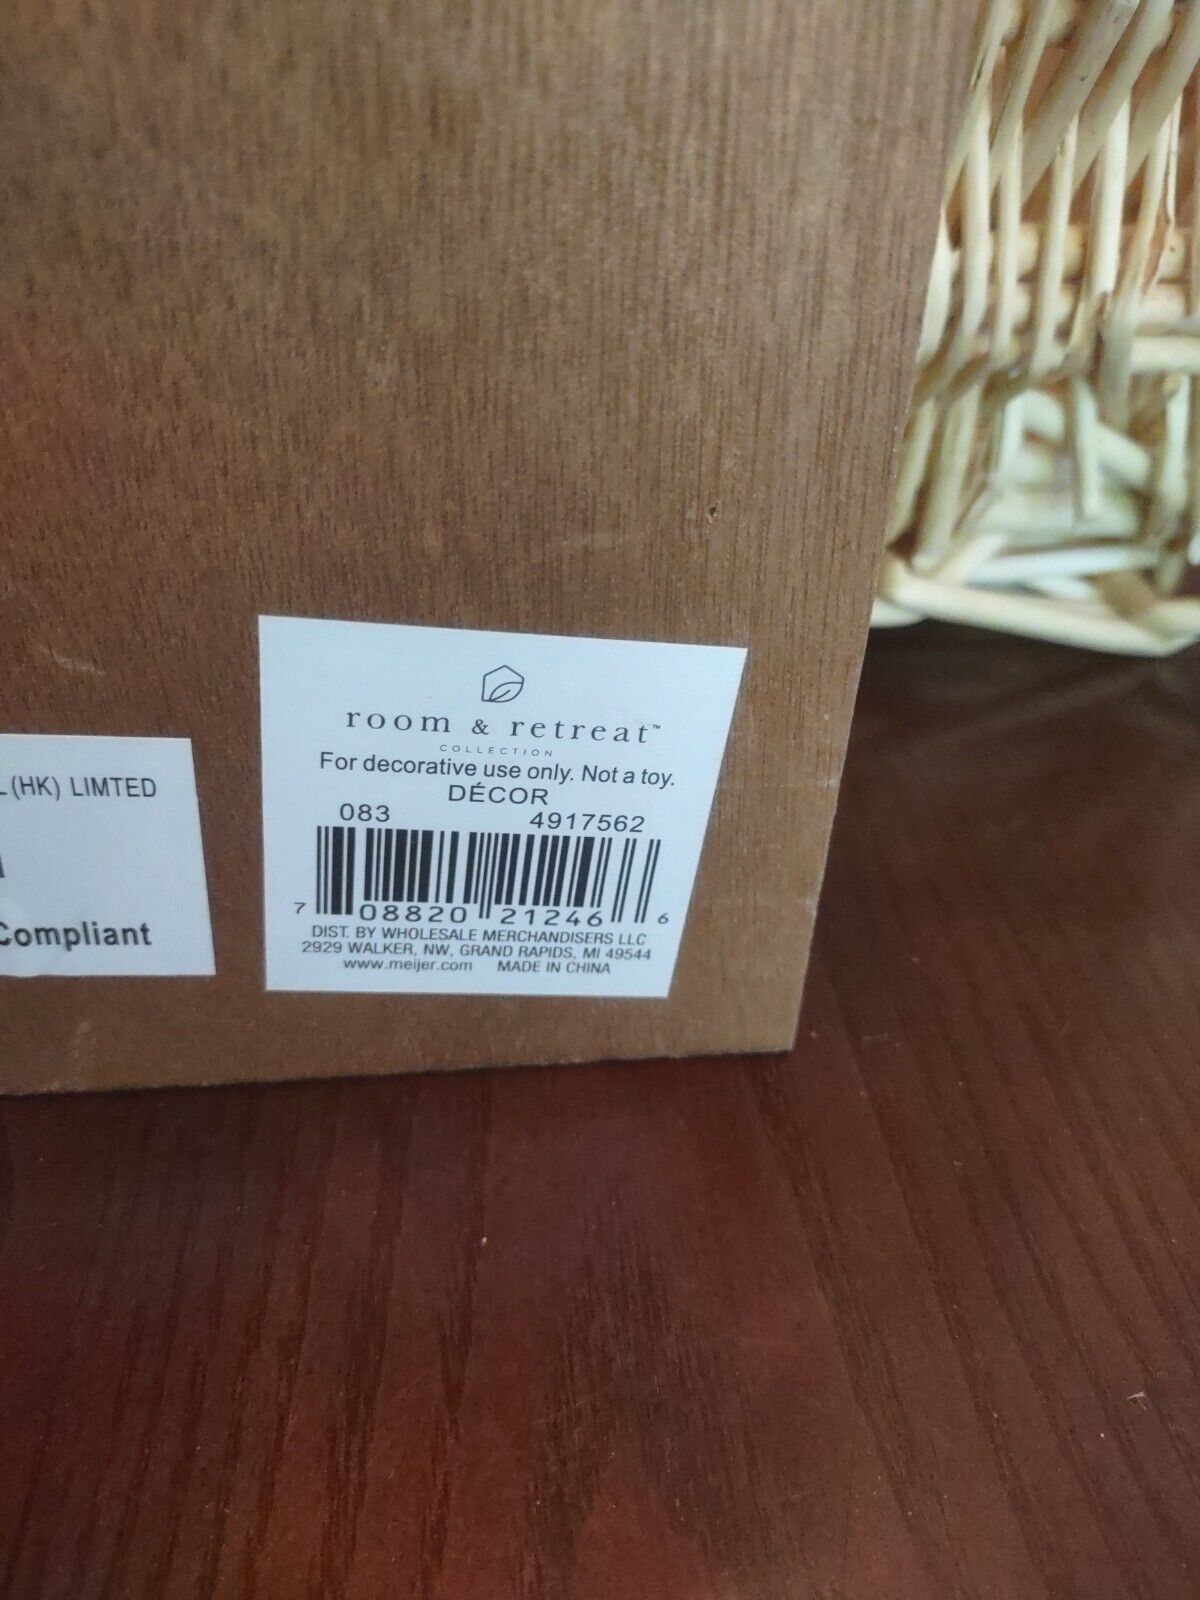 L (HK) LIMTED
Compliant
room & retreat™
COLLECTION
For decorative use only. Not a toy.
DÉCOR
083 4917562
7 08820 21246 6
DIST. BY WHOLESALE MERCHANDISERS LLC
2929 WALKER, NW, GRAND RAPIDS, MI 49544
www.meijer.com MADE IN CHINA